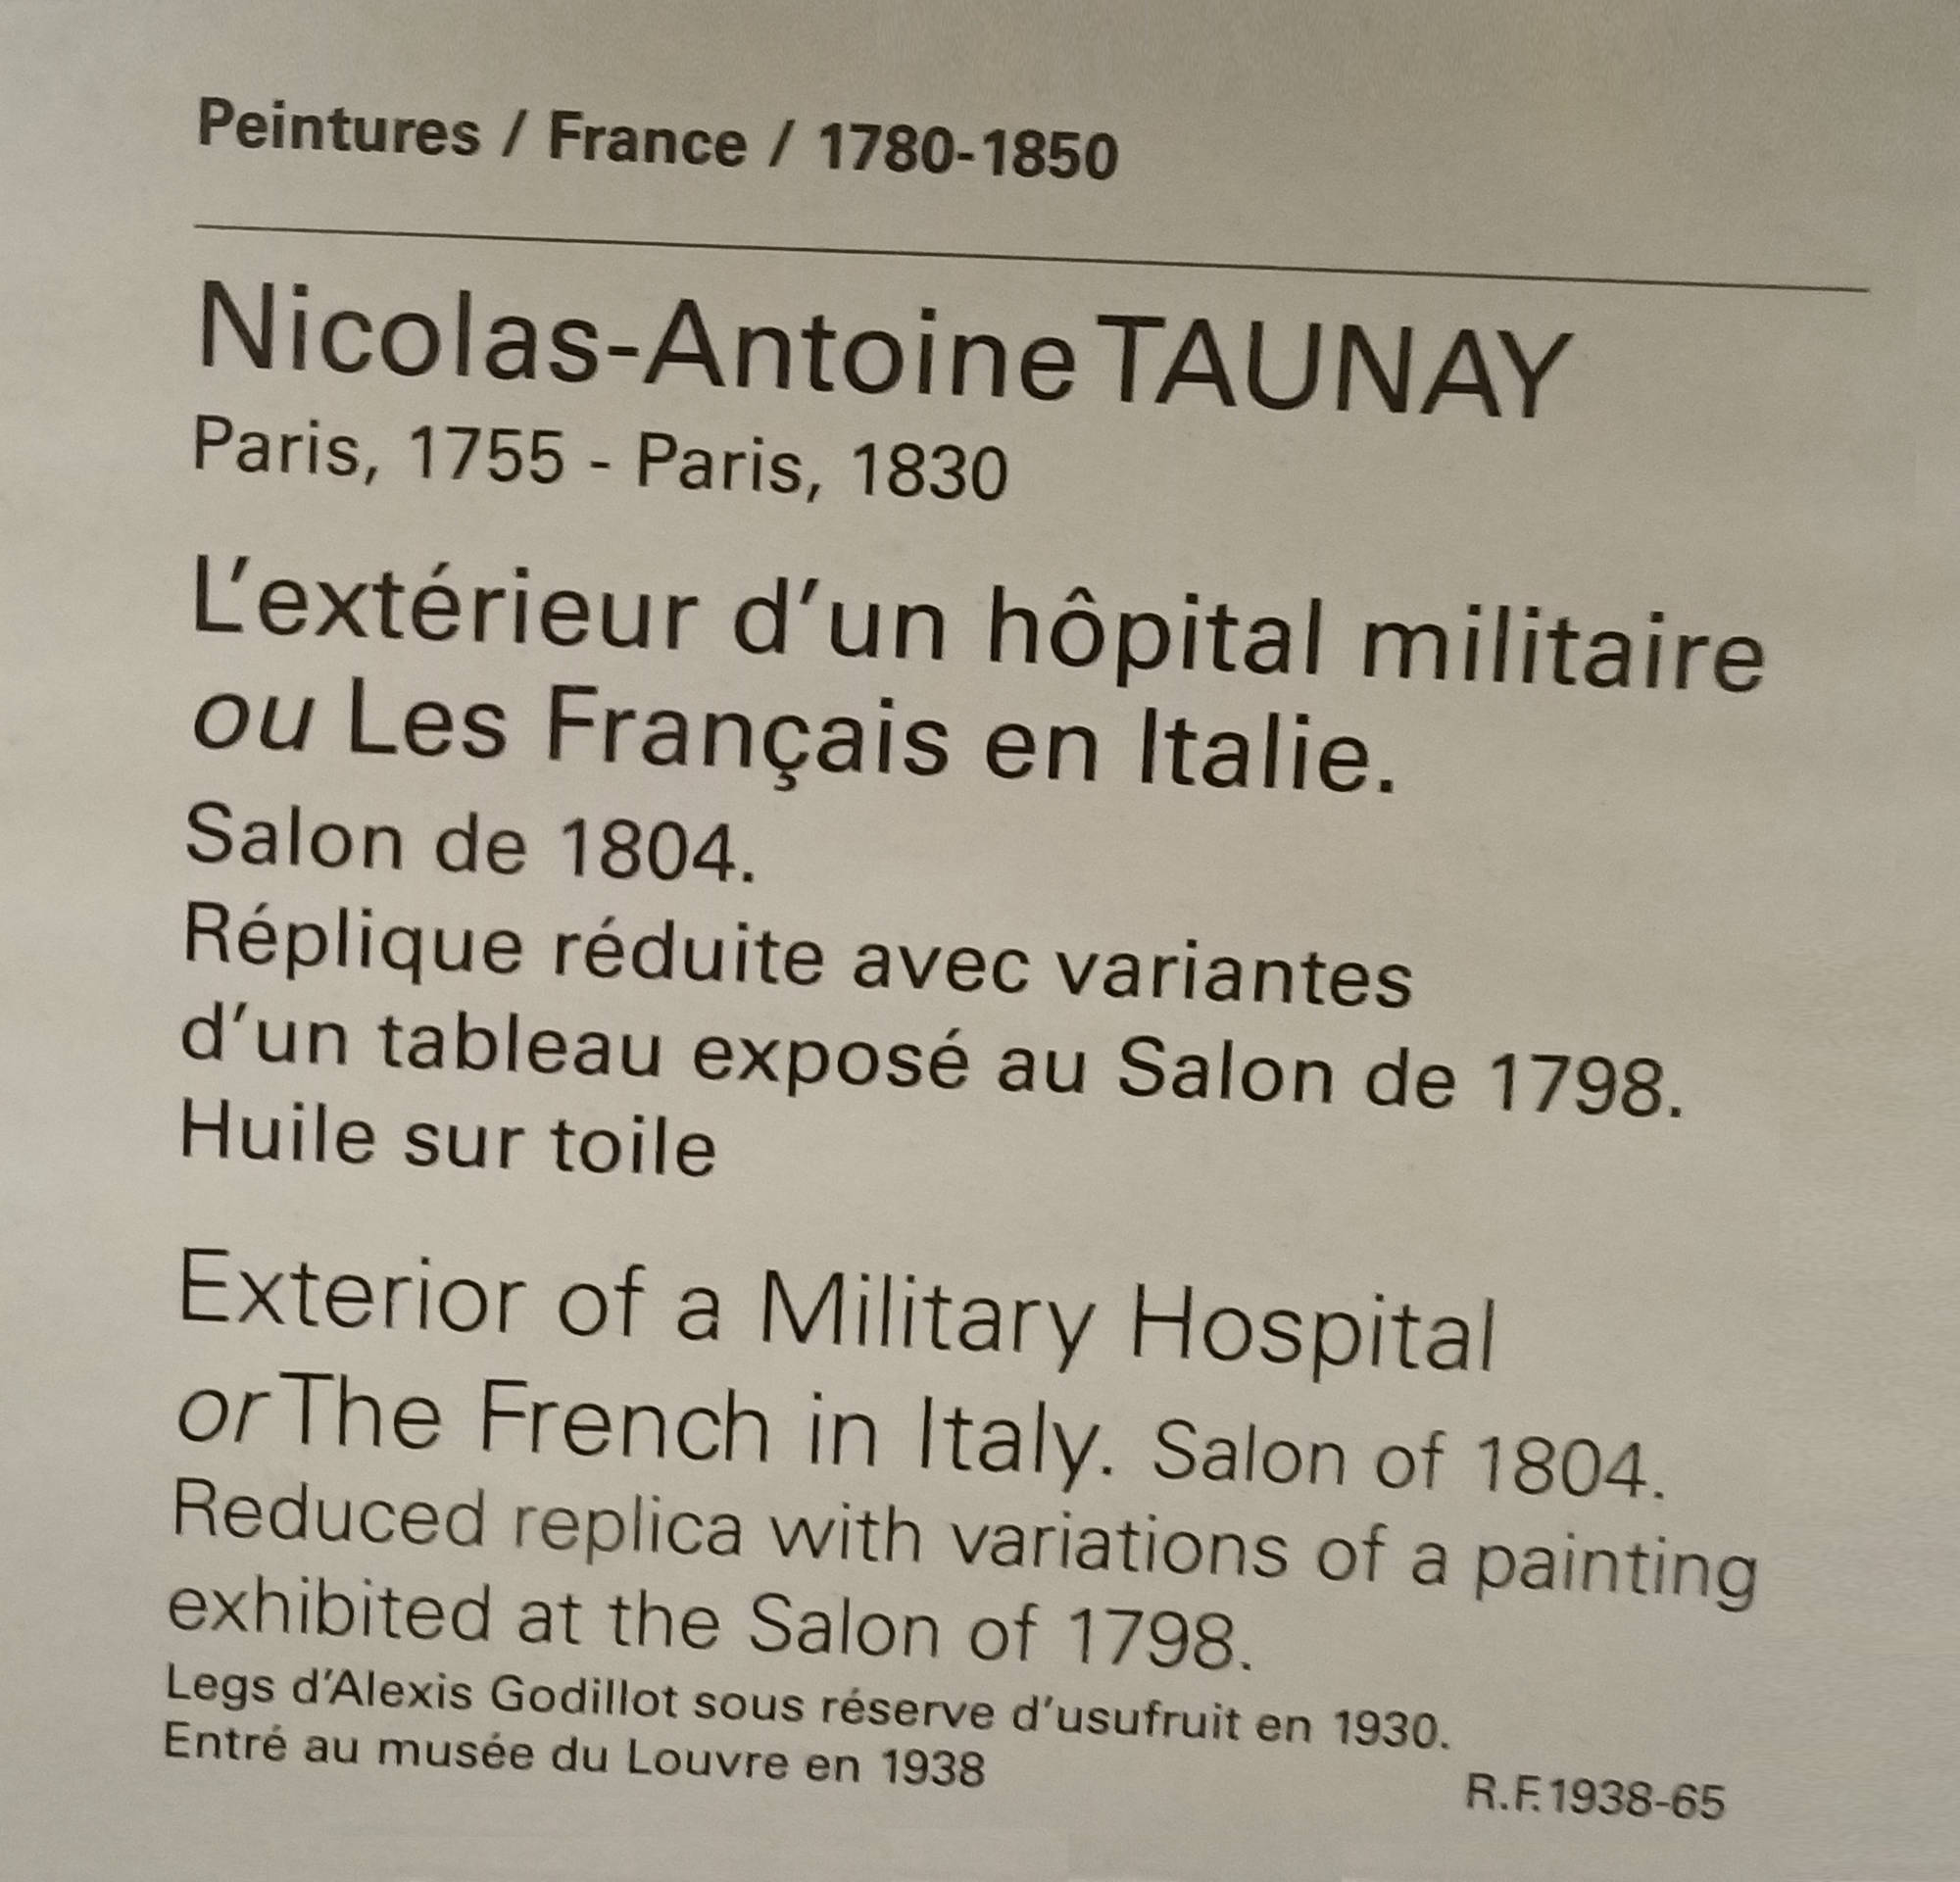 Peintures / France / 1780-1850
Nicolas-Antoine TAUNAY
Paris, 1755 - Paris, 1830
L'extérieur d'un hôpital militaire
ou Les Français en Italie.
Salon de 1804.
Réplique réduite avec variantes
d'un tableau exposé au Salon de 1798.
Huile sur toile
Exterior of a Military Hospital
or The French in Italy. Salon of 1804.
Reduced replica with variations of a painting
exhibited at the Salon of 1798.
Legs d'Alexis Godillot sous réserve d'usufruit en 1930.
Entré au musée du Louvre en 1938
R.F.1938-65